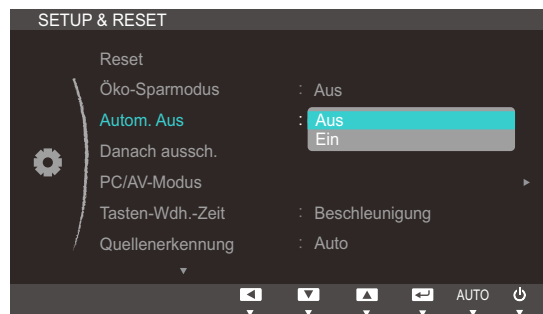 SETUP & RESET
Reset
Öko-Sparmodus : Aus
Autom. Aus : Aus
Ein
Danach aussch.
PC/AV-Modus
Tasten-Wdh.-Zeit : Beschleunigung
Quellenerkennung : Auto
AUTO